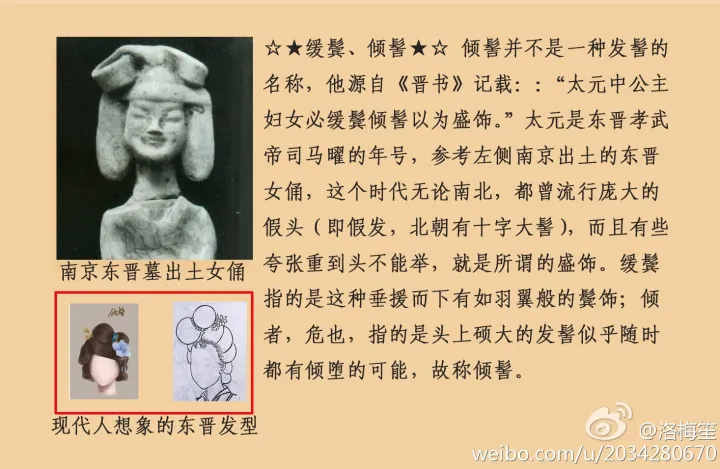 ☆★缓鬓、倾髻★☆ 倾髻并不是一种发髻的
名称，他源自《晋书》记载：：“太元中公主
妇女必缓鬓倾髻以为盛饰。”太元是东晋孝武
帝司马曜的年号，参考左侧南京出土的东晋
女俑，这个时代无论南北，都曾流行庞大的
假头（即假发，北朝有十字大髻），而且有些
夸张重到头不能举，就是所谓的盛饰。缓鬓
指的是这种垂援而下有如羽翼般的鬓饰；倾
者，危也，指的是头上硕大的发髻似乎随时
都有倾堕的可能，故称倾髻。
南京东晋墓出土女俑
倾髻
现代人想象的东晋发型
@洛梅笙
weibo.com/u/2034280670